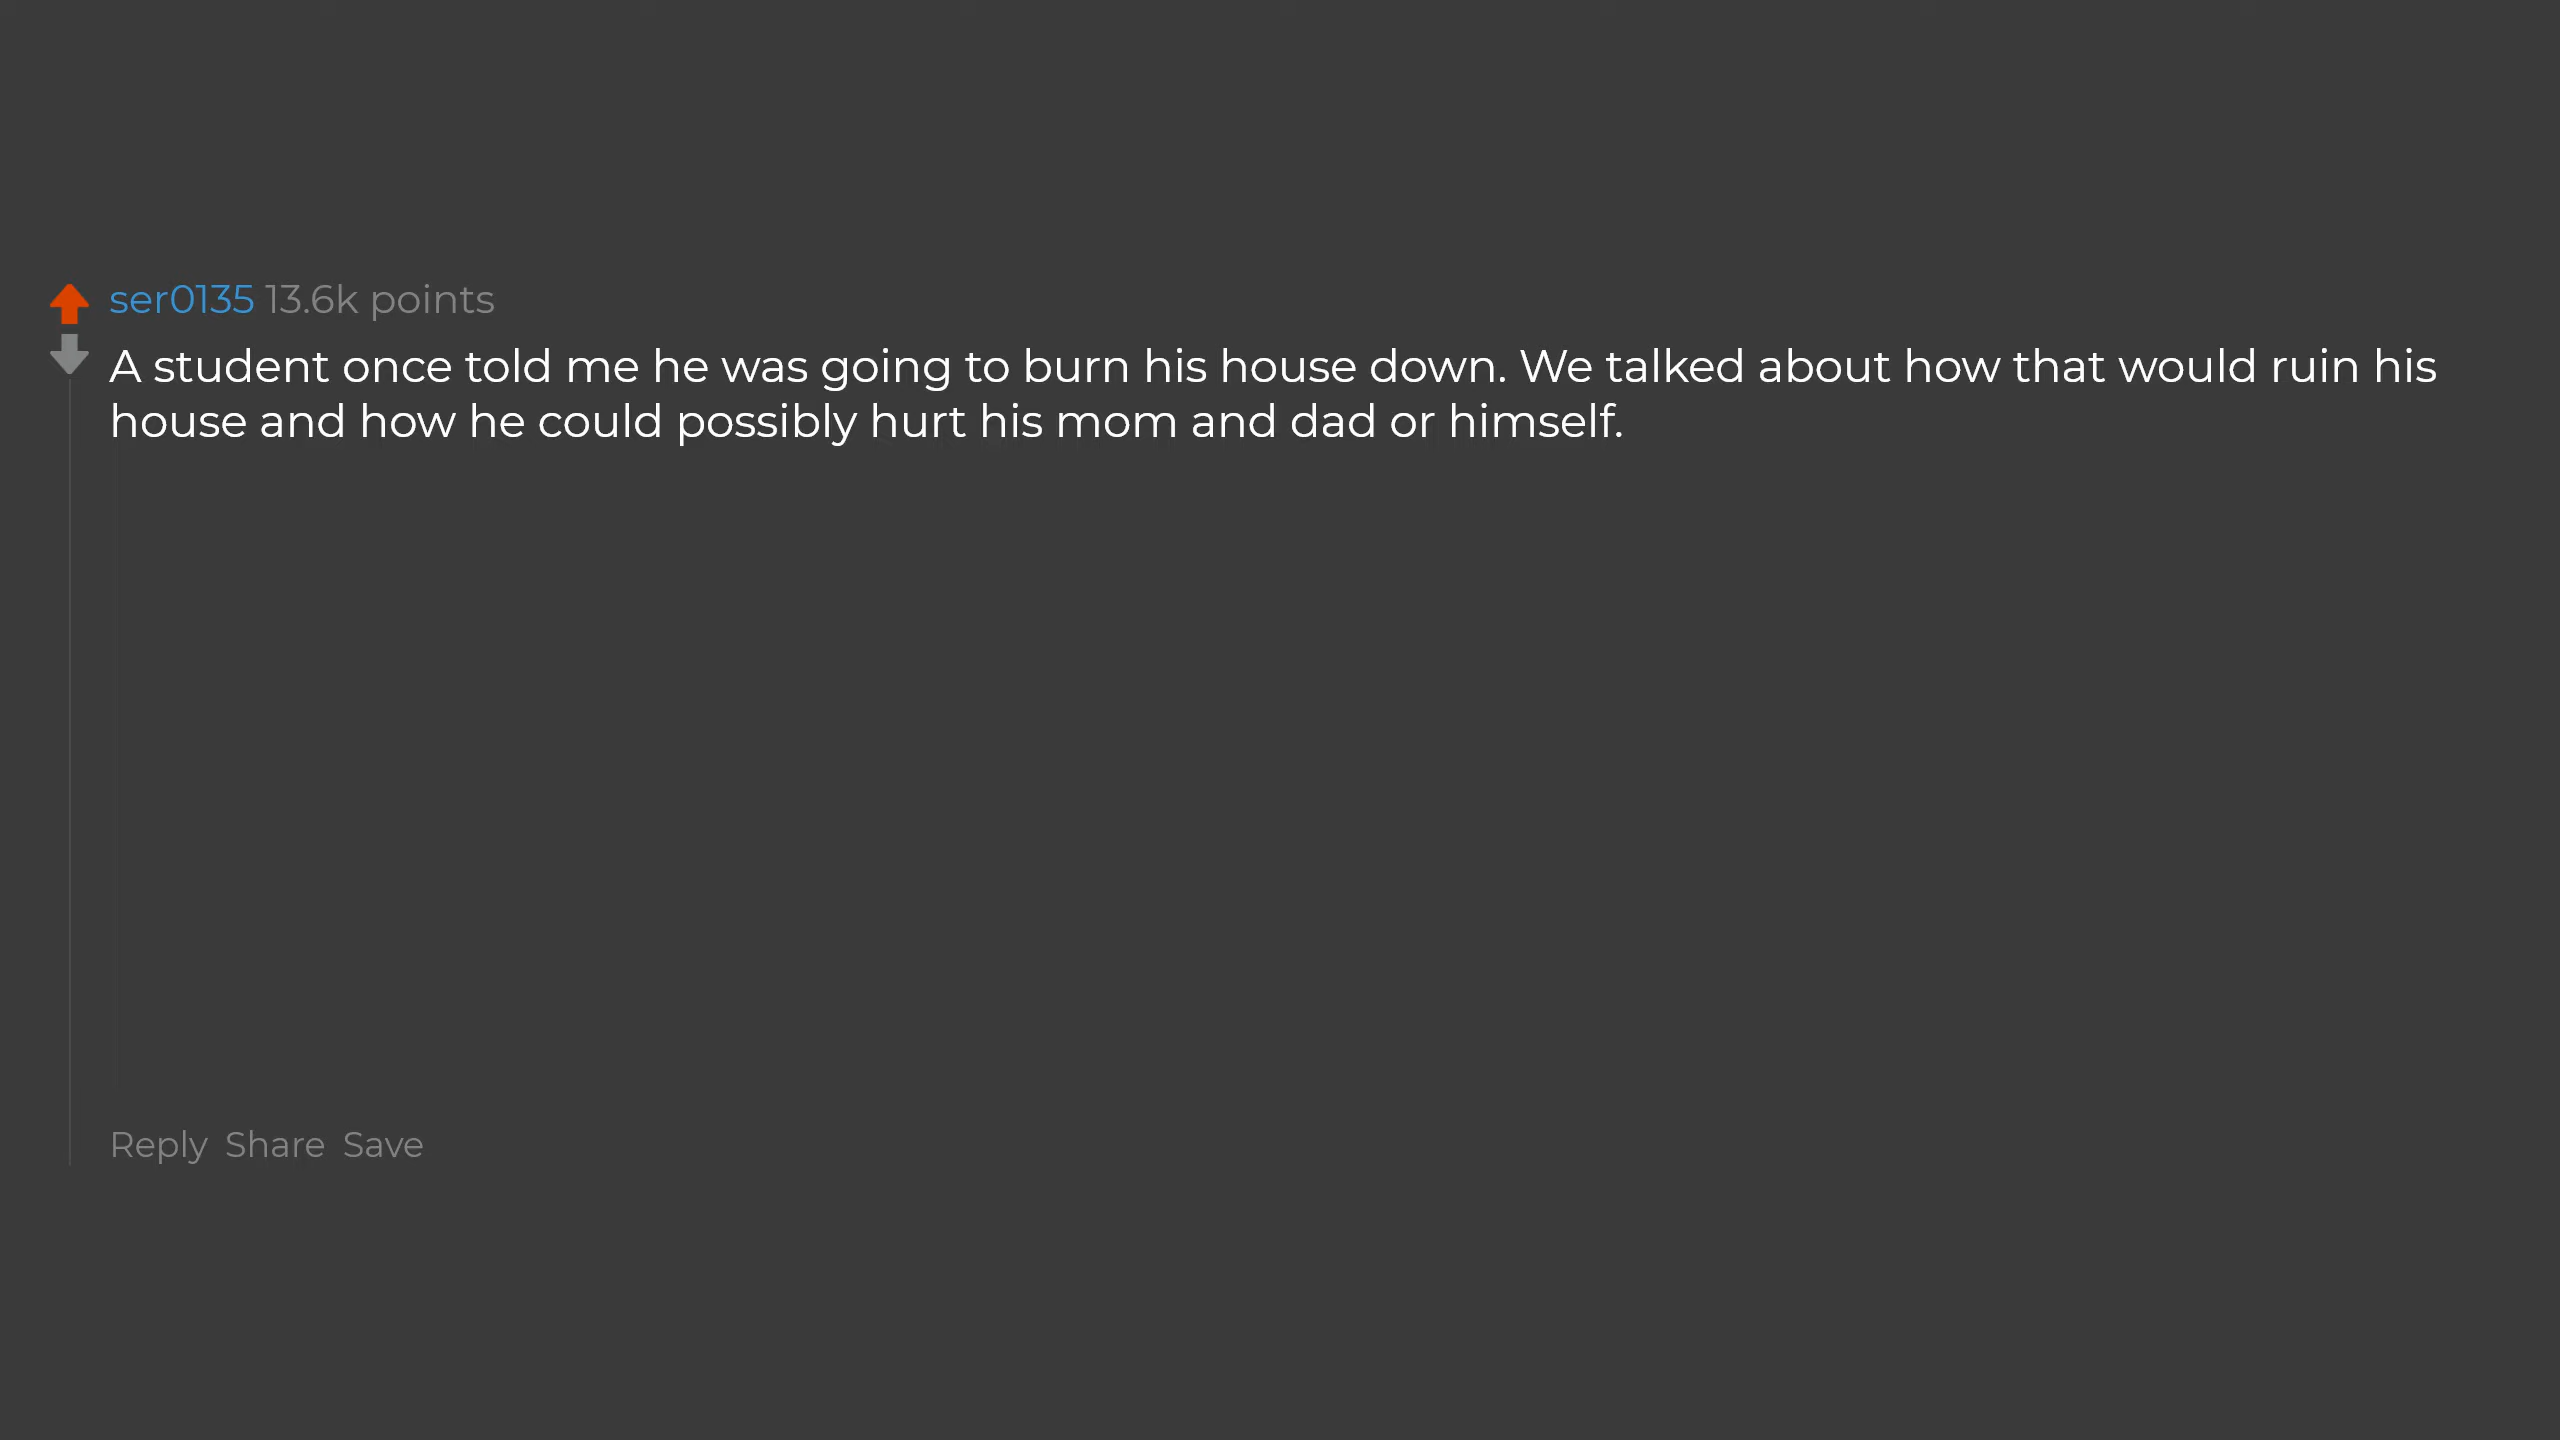 ser0135 13.6k points
A student once told me he was going to burn his house down. We talked about how that would ruin his
house and how he could possibly hurt his mom and dad or himself.
Reply Share Save